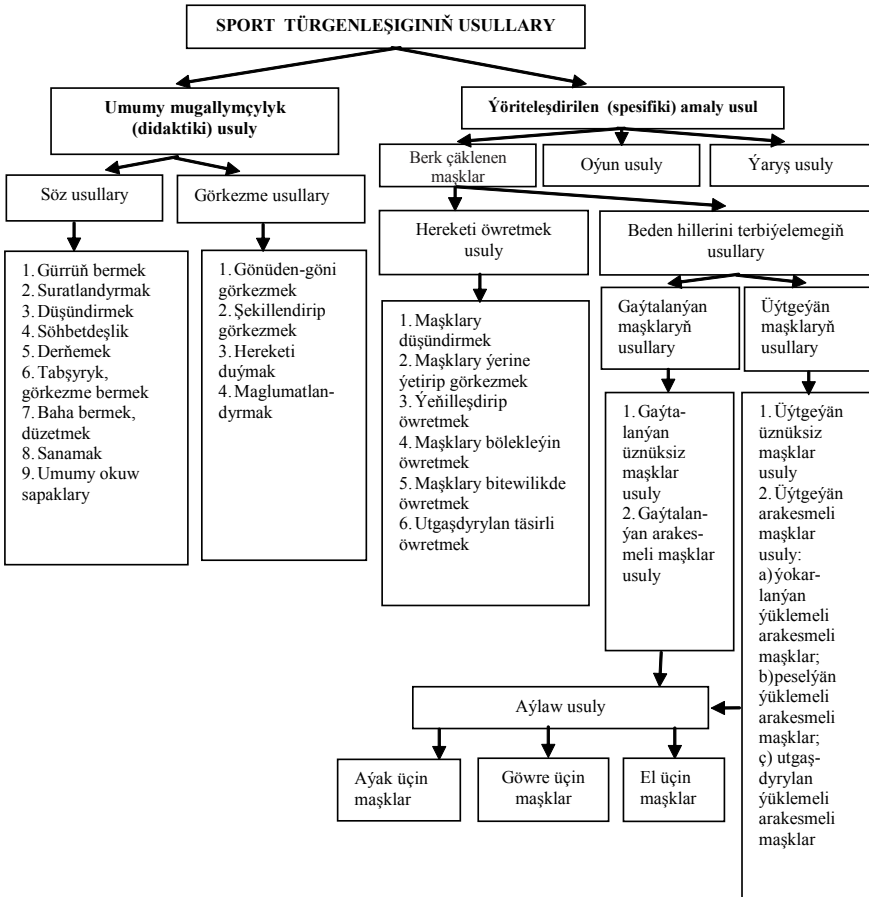 SPORT TÜRGENLEŞIGINIŇ USULLARY
Umumy mugallymçylyk
(didaktiki) usuly
Ýöriteleşdirilen (spesifiki) amaly usul
Berk çäklenen
maşklar
Oýun usuly
Ýaryş usuly
Söz usullary
Görkezme usullary
Hereketi öwretmek
usuly
Beden hillerini terbiýelemegiň
usullary
1. Gürrüň bermek
2. Suratlandyrmak
3. Düşündirmek
4. Söhbetdeşlik
5. Derňemek
6. Tabşyryk,
görkezme bermek
7. Baha bermek,
düzetmek
8. Sanamak
9. Umumy okuw
sapaklary
1. Gönüden-göni
görkezmek
2. Şekillendirip
görkezmek
3. Hereketi
duýmak
4. Maglumatlan-
dyrmak
1. Maşklary
düşündirmek
2. Maşklary ýerine
ýetirip görkezmek
3. Ýeňilleşdirip
öwretmek
4. Maşklary bölekleýin
öwretmek
5. Maşklary bitewilikde
öwretmek
6. Utgaşdyrylan täsirli
öwretmek
Gaýtalanýan
maşklaryň
usullary
Üýtgeýän
maşklaryň
usullary
1. Gaýta-
lanýan
üznüksiz
maşklar
usuly
2. Gaýtalan-
ýan arakes-
meli maşklar
usuly
1. Üýtgeýän
üznüksiz
maşklar
usuly
2. Üýtgeýän
arakesmeli
maşklar
usuly:
a) ýokar-
lanýan
ýüklemeli
arakesmeli
maşklar;
b) peselýän
ýüklemeli
arakesmeli
maşklar;
ç) utgaş-
dyrylan
ýüklemeli
arakesmeli
maşklar
Aýlaw usuly
Aýak üçin
maşklar
Göwre üçin
maşklar
El üçin
maşklar